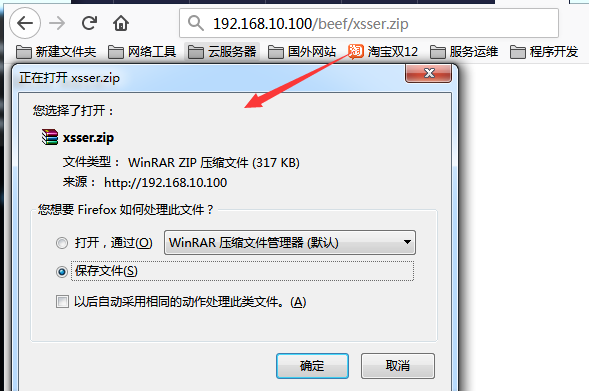 192.168.10.100/beef/xsser.zip
新建文件夹 网络工具 云服务器 国外网站 淘 淘宝双12 服务运维 程序开发
正在打开 xsser.zip
您选择了打开：
xsser.zip
文件类型： WinRAR ZIP 压缩文件 (317 KB)
来源： http://192.168.10.100
您想要 Firefox 如何处理此文件？
打开，通过(O) WinRAR 压缩文件管理器 (默认)
保存文件(S)
以后自动采用相同的动作处理此类文件。(A)
确定 取消